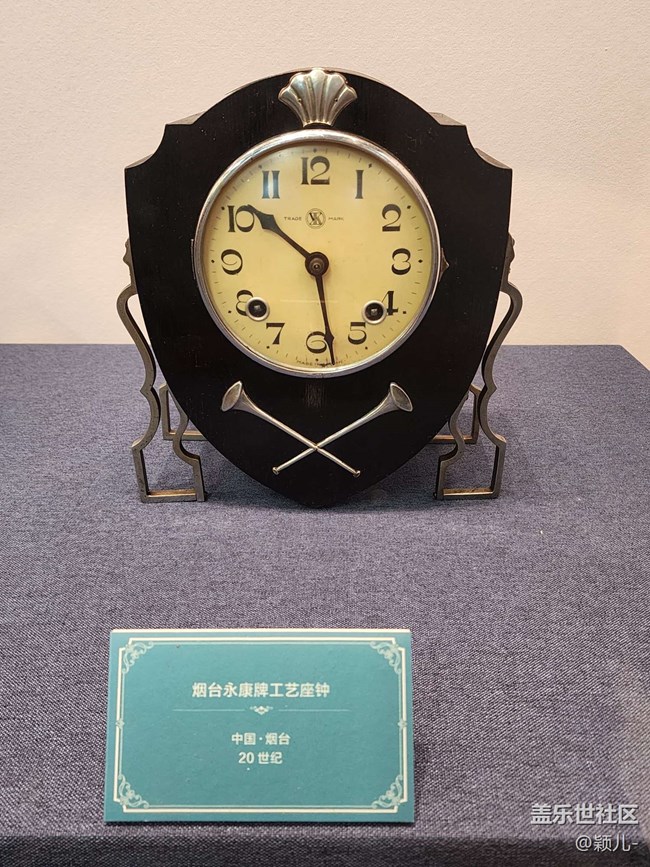 12
11 1
TRADE MARK
10 2
9 3
8 4
7 5
6
烟台永康牌工艺座钟
中国·烟台
20世纪
盖乐世社区
@颖儿-